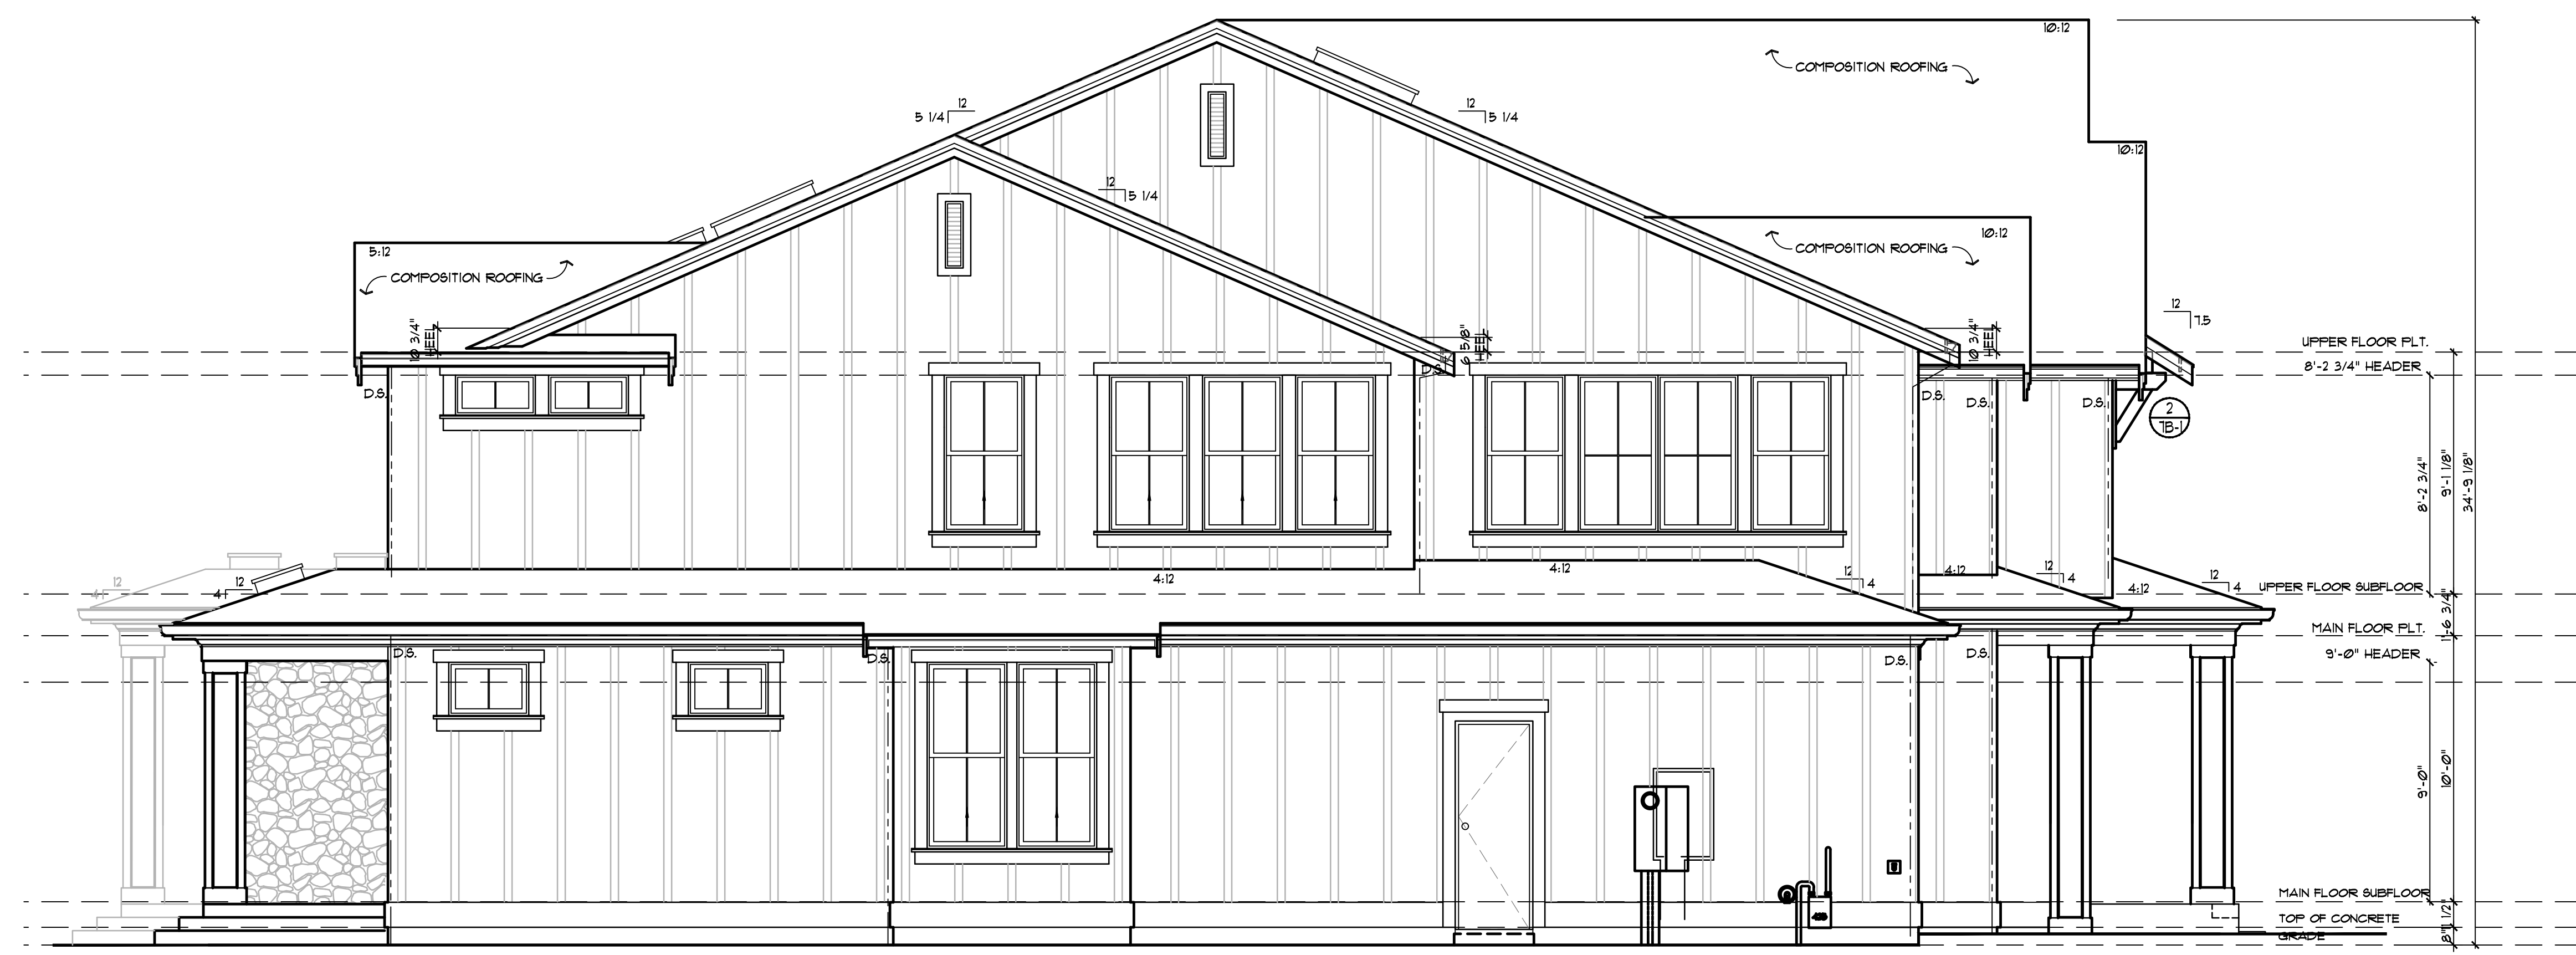 10:12
COMPOSITION ROOFING
12
5 1/4
12
5 1/4
10:12
12
5 1/4
10:12
5:12
COMPOSITION ROOFING
COMPOSITION ROOFING
12
7.5
10 3/4"
HEEL
6 5/8"
HEEL
10 3/4"
HEEL
UPPER FLOOR PLT.
8'-2 3/4" HEADER
D.S.
D.S.
D.S.
D.S.
D.S.
2
7B-1
8'-2 3/4"
9'-1 1/8"
34'-9 1/8"
12
4
12
4
4:12
4:12
12
4
4:12
12
4
4:12
12
4
UPPER FLOOR SUBFLOOR
1'-6 3/4"
MAIN FLOOR PLT.
9'-0" HEADER
D.S.
D.S.
D.S.
D.S.
9'-0"
10'-0"
MAIN FLOOR SUBFLOOR
TOP OF CONCRETE
GRADE
8"